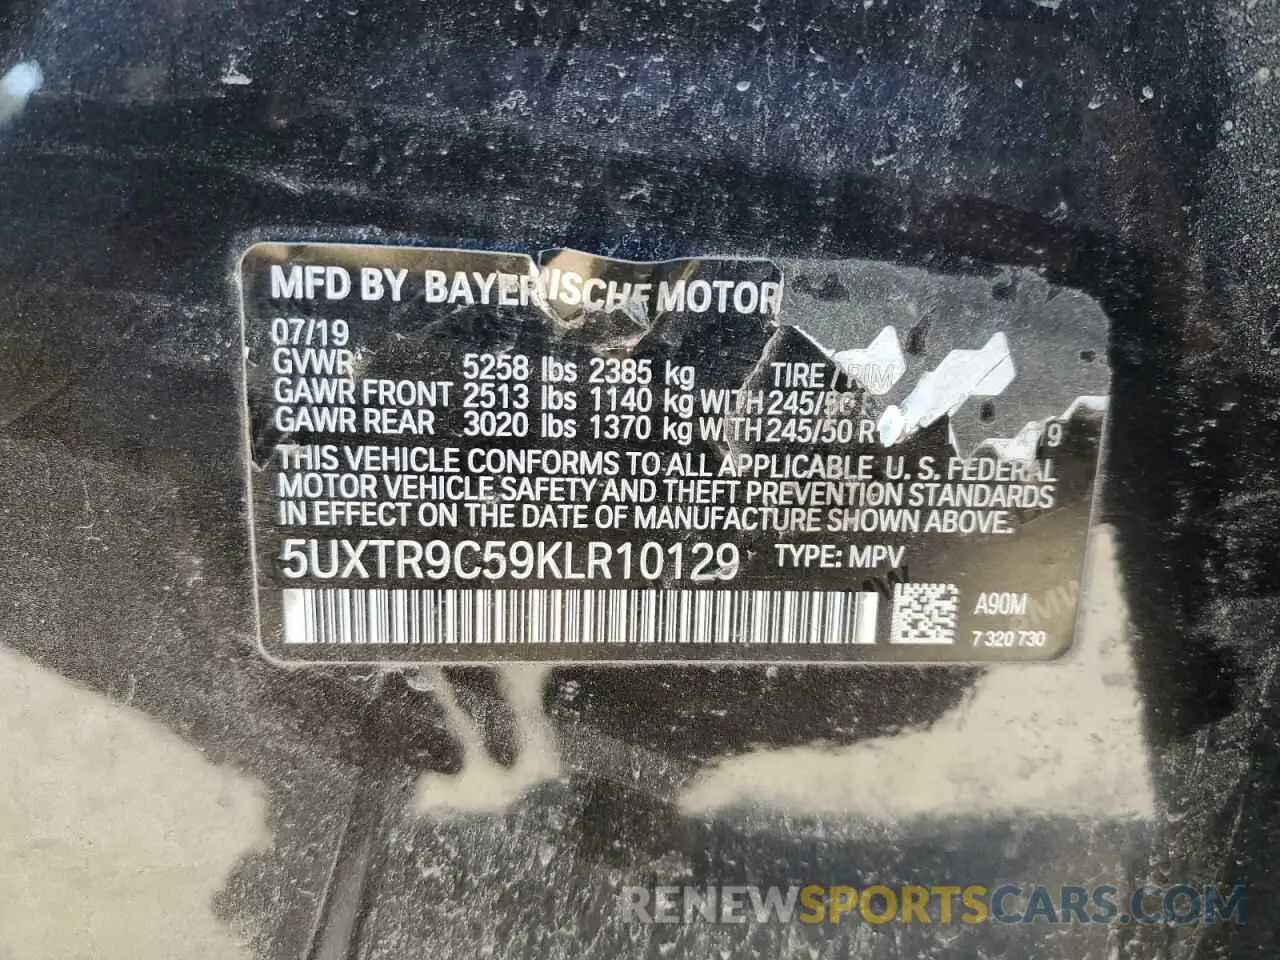 MFD BY BAYERISCHE MOTOR
07/19
GVWR 5258 lbs 2385 kg TIRE / RIM
GAWR FRONT 2513 lbs 1140 kg WITH 245/50 R
GAWR REAR 3020 lbs 1370 kg WITH 245/50 R
THIS VEHICLE CONFORMS TO ALL APPLICABLE U. S. FEDERAL
MOTOR VEHICLE SAFETY AND THEFT PREVENTION STANDARDS
IN EFFECT ON THE DATE OF MANUFACTURE SHOWN ABOVE.
5UXTR9C59KLR10129 TYPE: MPV
A90M
7 320 730
RENEWSPORTSCARS.COM